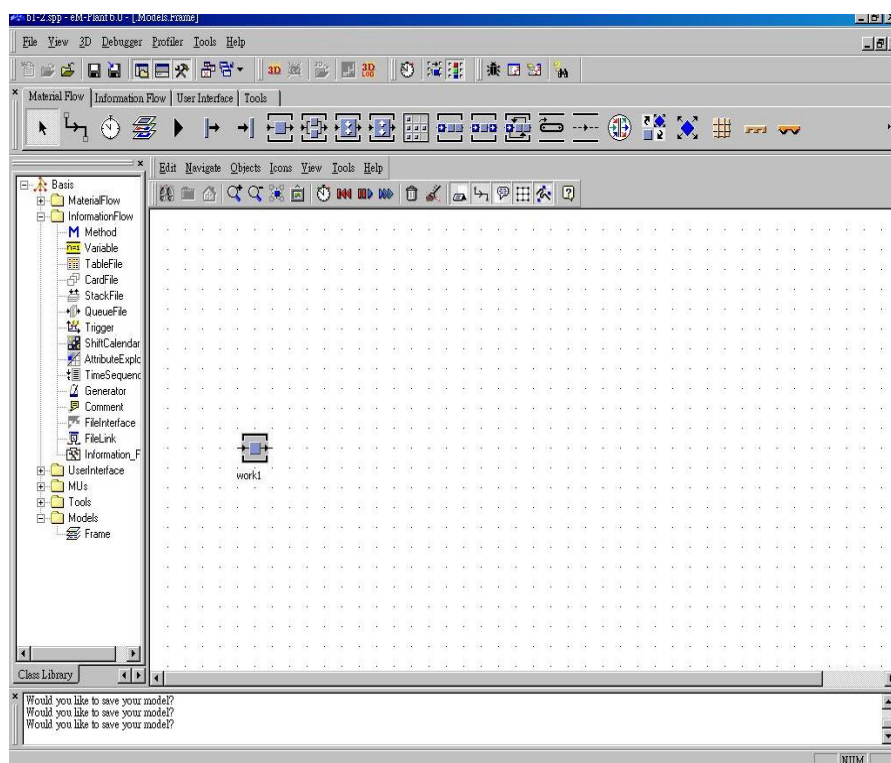 b1-2.spp - eM-Plant 6.0 - [.Models.Frame]
File View 3D Debugger Profiler Tools Help
Material Flow Information Flow User Interface Tools
Edit Navigate Objects Icons View Tools Help
Basis
MaterialFlow
InformationFlow
Method
Variable
TableFile
CardFile
StackFile
QueueFile
Trigger
ShiftCalendar
AttributeExplo
TimeSequenc
Generator
Comment
FileInterface
FileLink
Information_F
UserInterface
MUs
Tools
Models
Frame
work1
Class Library
Would you like to save your model?
Would you like to save your model?
Would you like to save your model?
NUM